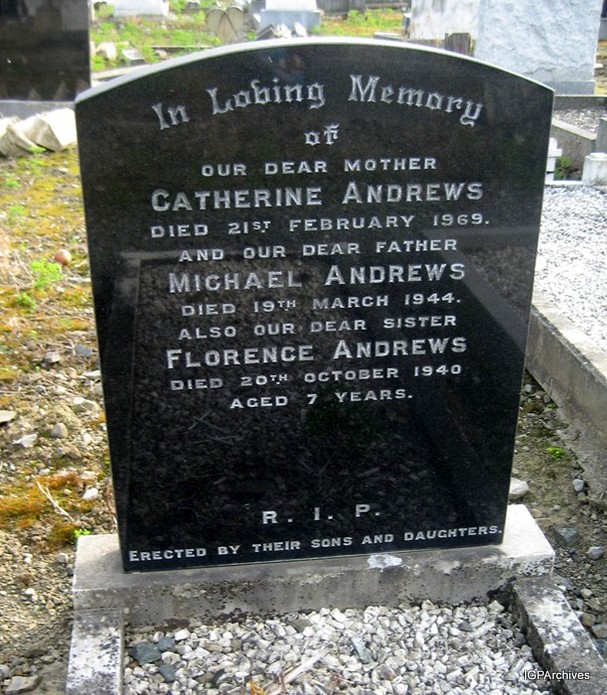 In Loving Memory
of
OUR DEAR MOTHER
CATHERINE ANDREWS
DIED 21ST FEBRUARY 1969.
AND OUR DEAR FATHER
MICHAEL ANDREWS
DIED 19TH MARCH 1944.
ALSO OUR DEAR SISTER
FLORENCE ANDREWS
DIED 20TH OCTOBER 1940
AGED 7 YEARS.
R. I. P.
ERECTED BY THEIR SONS AND DAUGHTERS.
IGPArchives